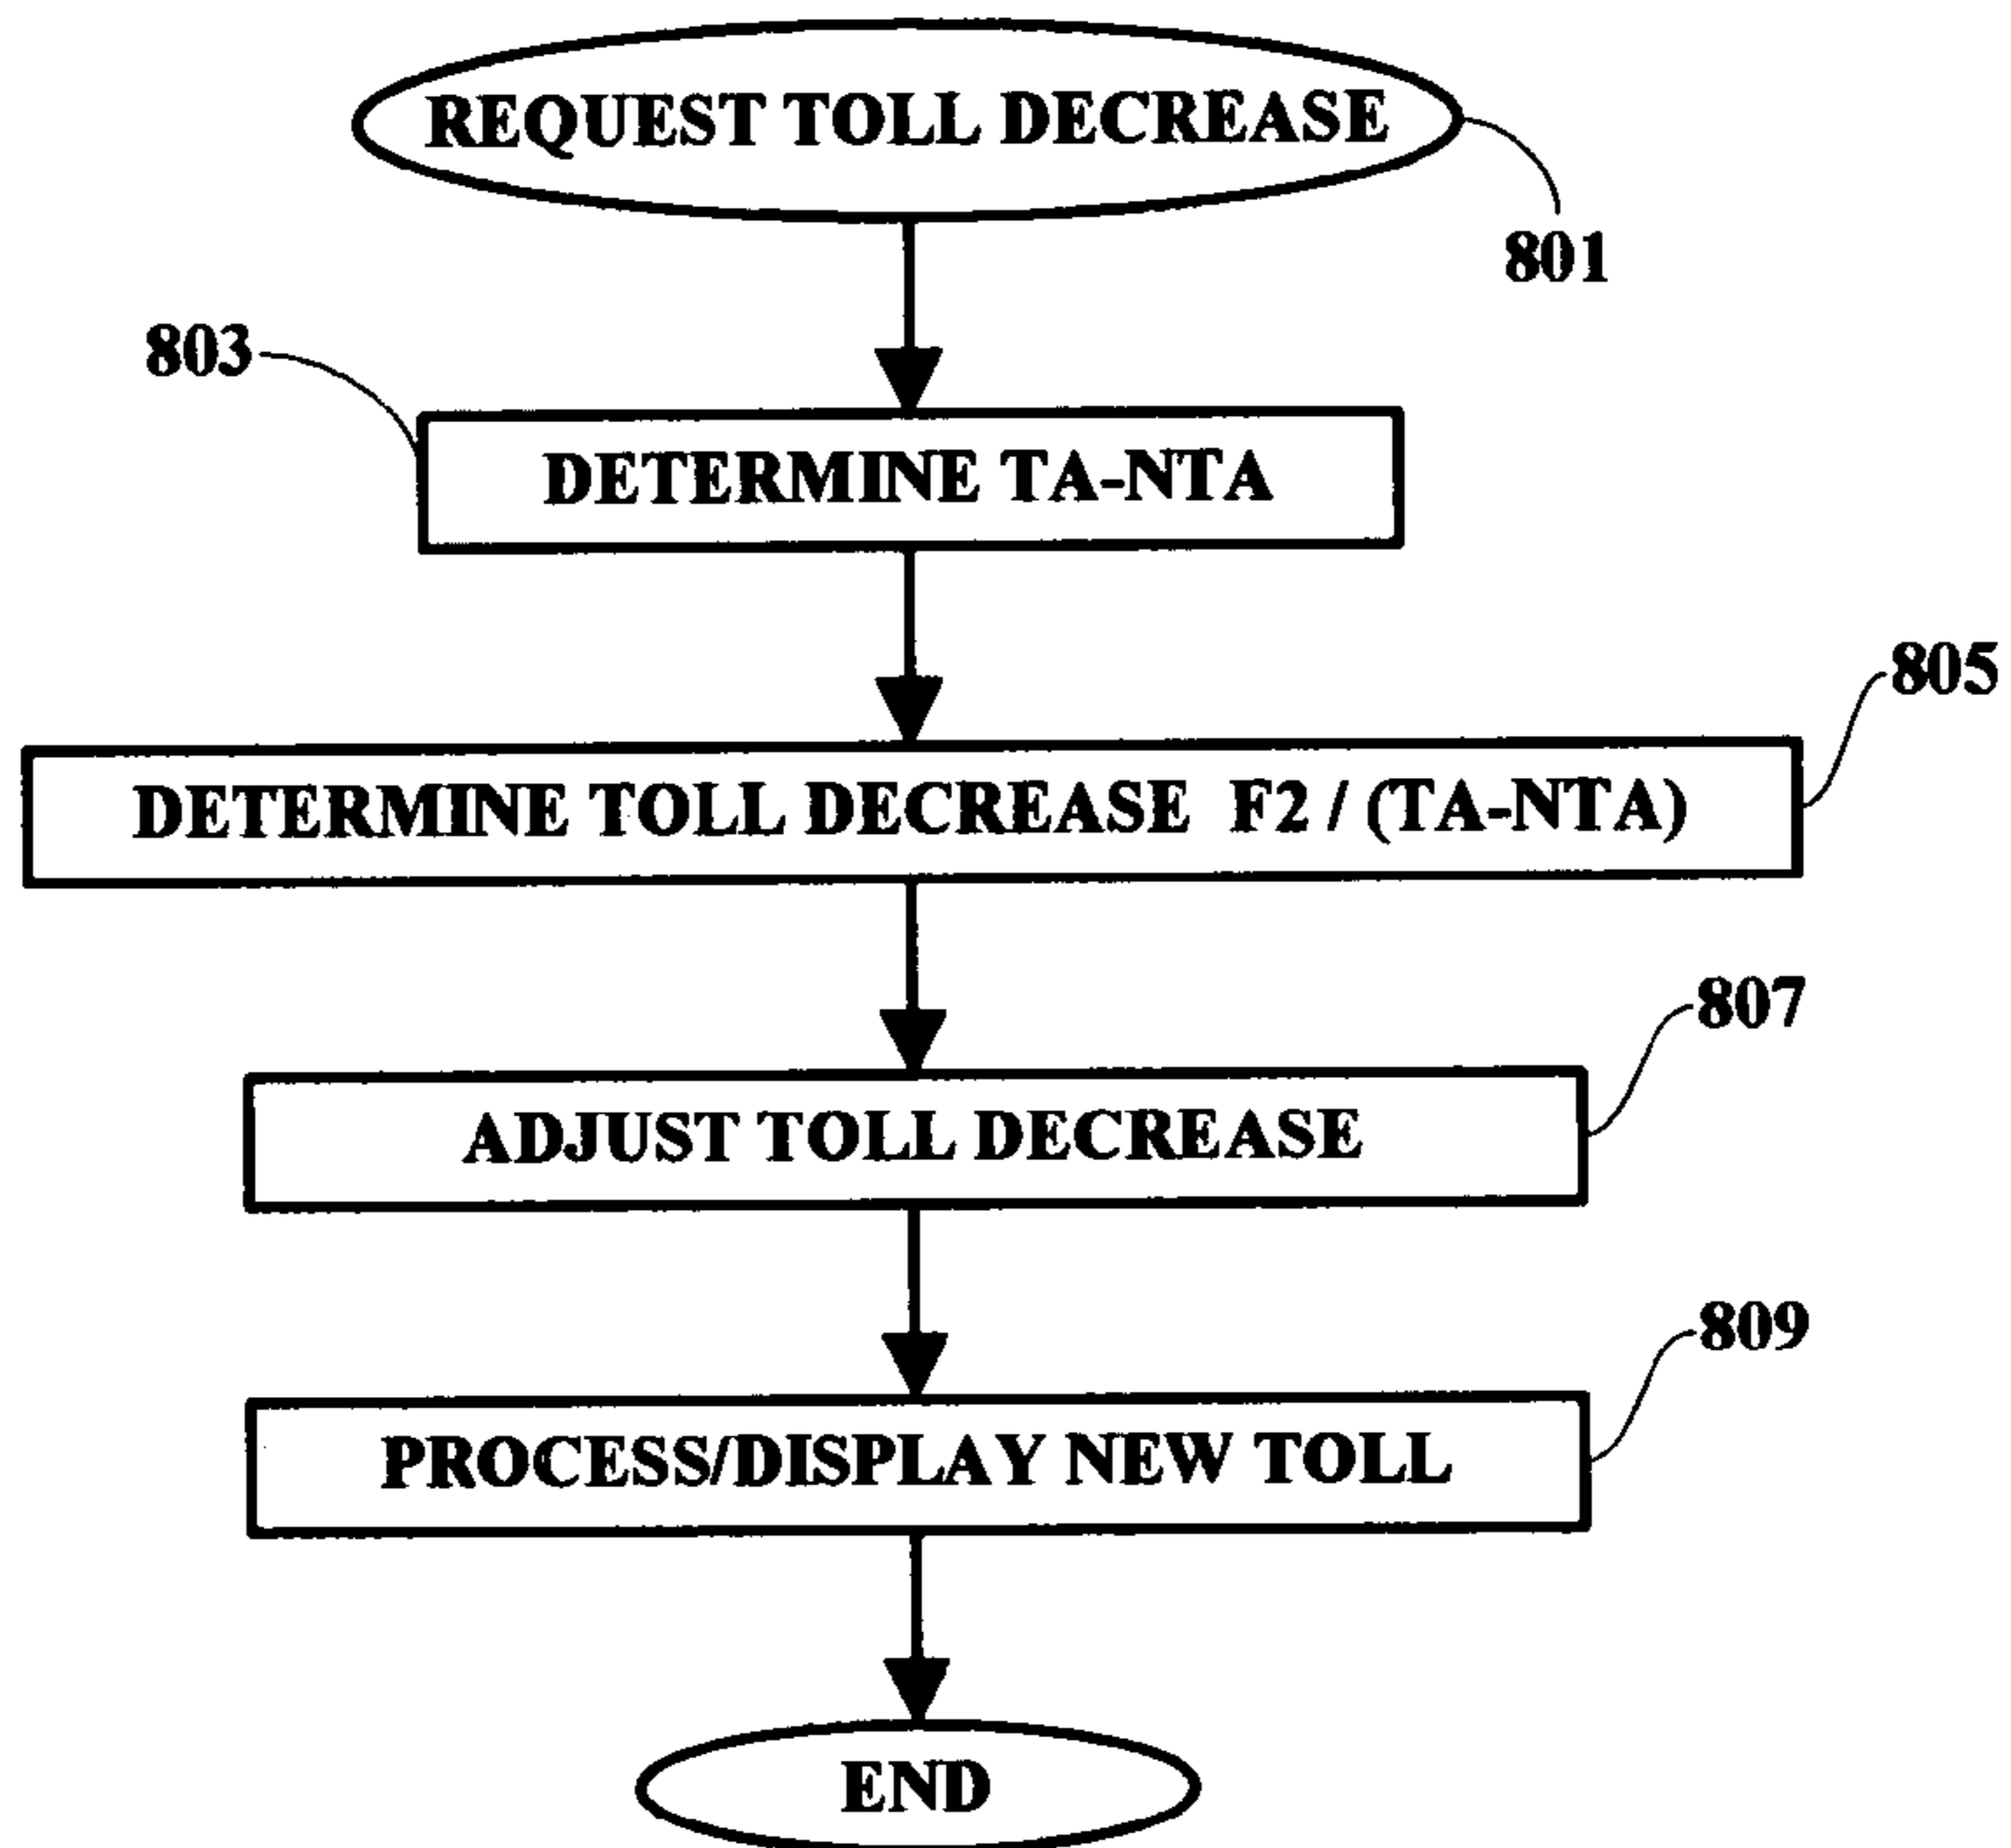 REQUEST TOLL DECREASE
801
803
DETERMINE TA-NTA
805
DETERMINE TOLL DECREASE F2 / (TA-NTA)
807
ADJUST TOLL DECREASE
809
PROCESS/DISPLAY NEW TOLL
END